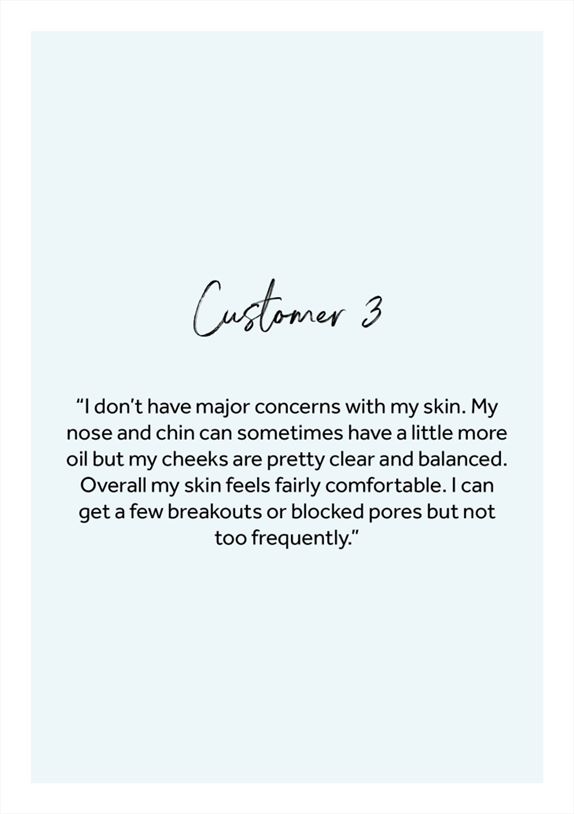 Customer 3
“I don’t have major concerns with my skin. My
nose and chin can sometimes have a little more
oil but my cheeks are pretty clear and balanced.
Overall my skin feels fairly comfortable. I can
get a few breakouts or blocked pores but not
too frequently.”